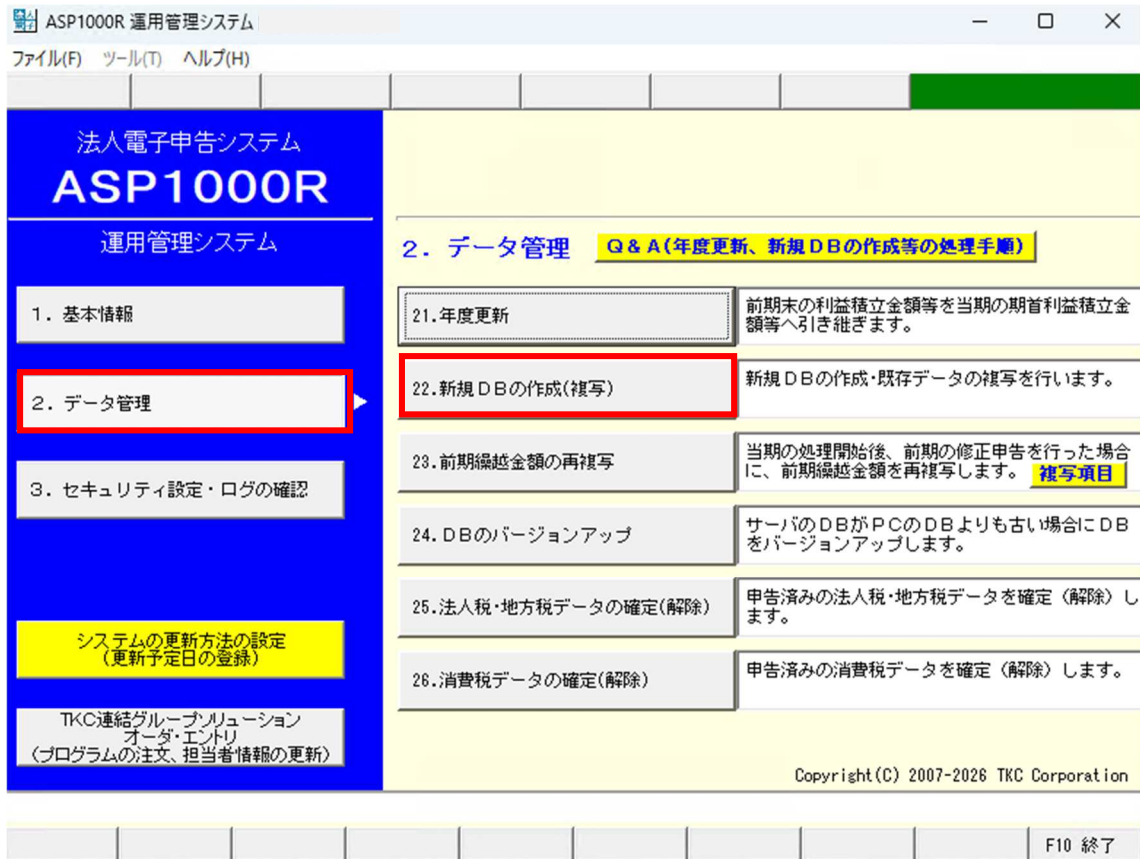 ASP1000R 運用管理システム
ファイル(F) ツール(T) ヘルプ(H)
法人電子申告システム
ASP1000R
運用管理システム
1. 基本情報
2. データ管理
3. セキュリティ設定・ログの確認
システムの更新方法の設定
(更新予定日の登録)
TKC連結グループソリューション
オーダ・エントリ
(プログラムの注文、担当者情報の更新)
2. データ管理 Q&A(年度更新、新規DBの作成等の処理手順)
21.年度更新
前期末の利益積立金額等を当期の期首利益積立金
額等へ引き継ぎます。
22.新規DBの作成(複写)
新規DBの作成・既存データの複写を行います。
23.前期繰越金額の再複写
当期の処理開始後、前期の修正申告を行った場合
に、前期繰越金額を再複写します。 複写項目
24.DBのバージョンアップ
サーバのDBがPCのDBよりも古い場合にDB
をバージョンアップします。
25.法人税・地方税データの確定(解除)
申告済みの法人税・地方税データを確定（解除）し
ます。
26.消費税データの確定(解除)
申告済みの消費税データを確定（解除）します。
Copyright(C) 2007-2026 TKC Corporation
F10 終了